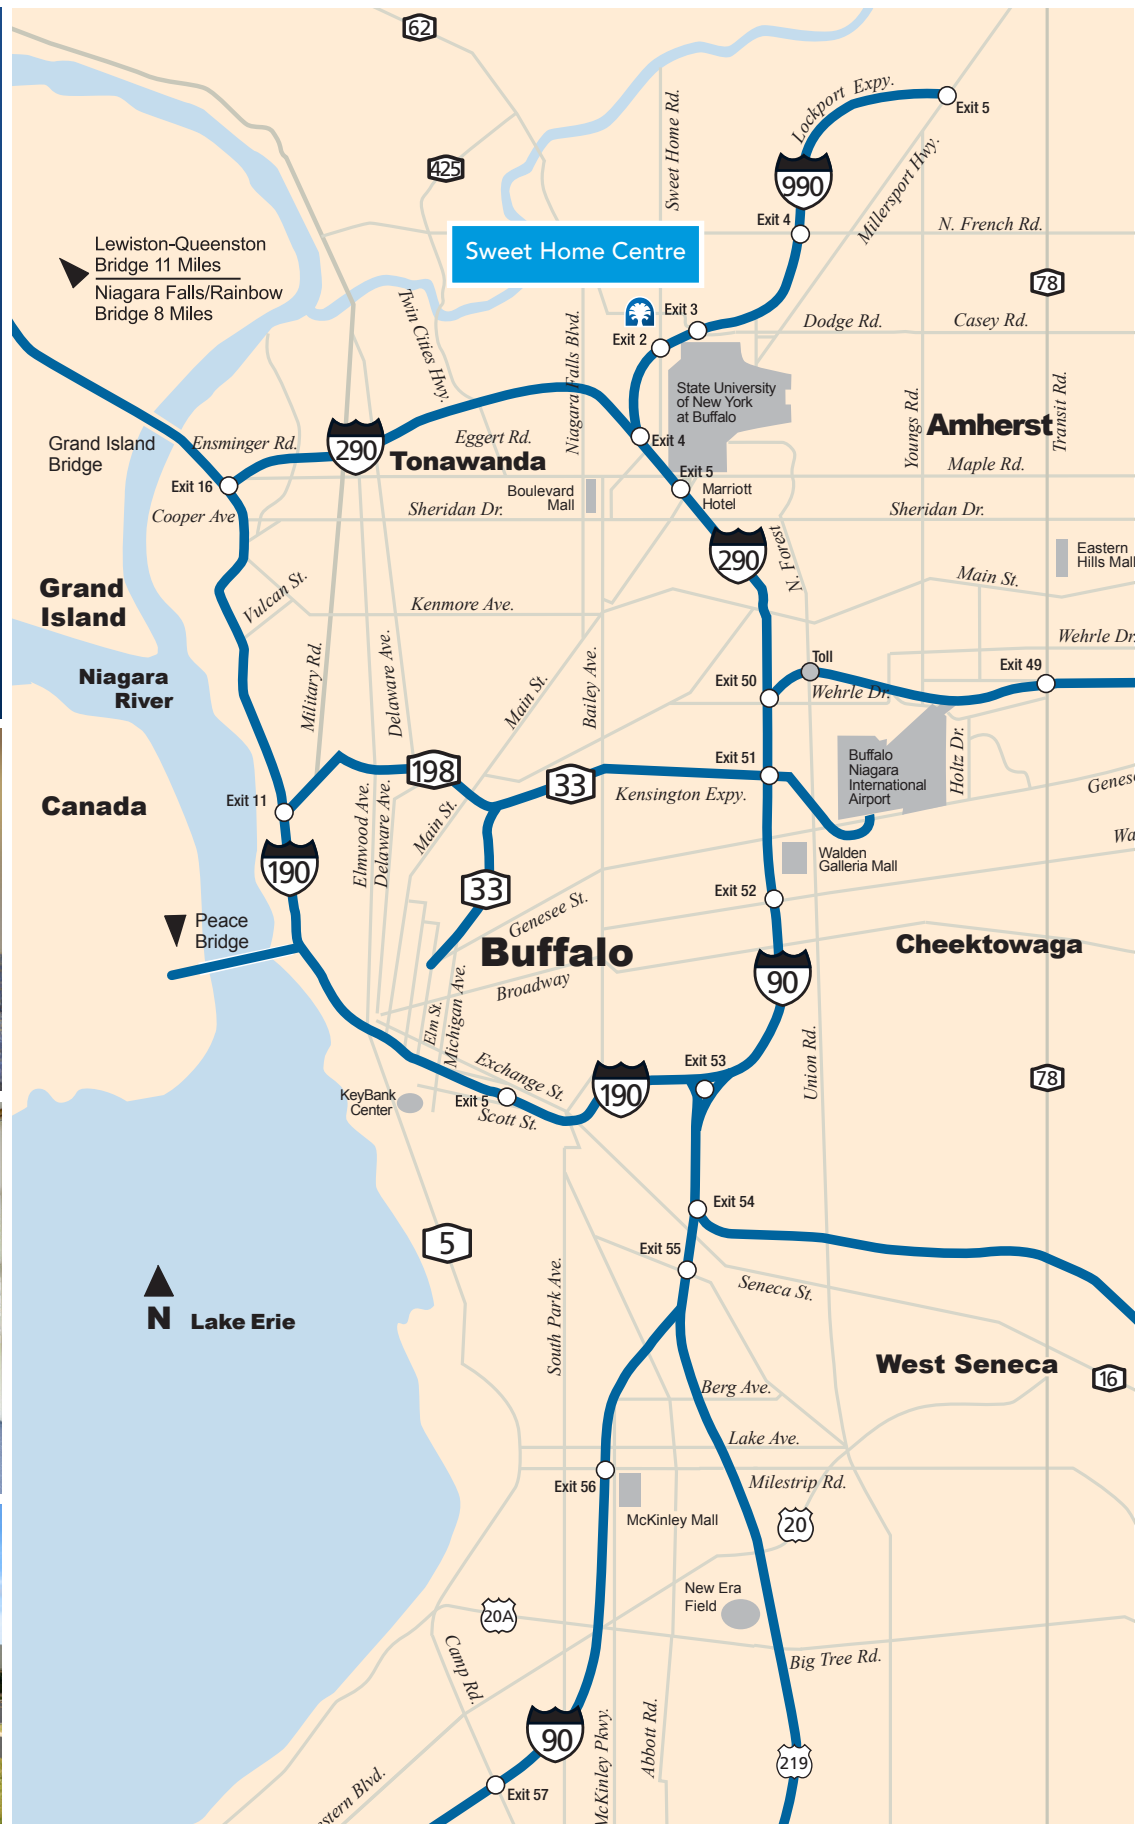 62
Lockport Expy.
Exit 5
Sweet Home Rd.
425
990
Millersport Hwy.
Exit 4
N. French Rd.
Lewiston-Queenston
Bridge 11 Miles
Niagara Falls/Rainbow
Bridge 8 Miles
Sweet Home Centre
78
Twin Cities Hwy.
Niagara Falls Blvd.
Exit 3
Exit 2
Dodge Rd.
Casey Rd.
State University
of New York
at Buffalo
Youngs Rd.
Transit Rd.
Amherst
Grand Island
Bridge
Ensminger Rd.
290
Eggert Rd.
Tonawanda
Exit 4
Maple Rd.
Exit 16
Exit 5
Boulevard
Mall
Marriott
Hotel
Cooper Ave
Sheridan Dr.
Sheridan Dr.
290
N. Forest
Eastern
Hills Mall
Grand
Island
Vulcan St.
Kenmore Ave.
Main St.
Wehrle Dr.
Niagara
River
Military Rd.
Delaware Ave.
Main St.
Bailey Ave.
Toll
Exit 49
Exit 50
Wehrle Dr.
198
33
Exit 51
Kensington Expy.
Buffalo
Niagara
International
Airport
Holtz Dr.
Canada
Exit 11
Elmwood Ave.
Delaware Ave.
Main St.
190
33
Walden
Galleria Mall
Exit 52
Peace
Bridge
Genesee St.
Buffalo
Cheektowaga
90
Broadway
Elm St.
Michigan Ave.
Union Rd.
Exchange St.
190
Exit 53
78
KeyBank
Center
Exit 5
Scott St.
Exit 54
5
Exit 55
South Park Ave.
Seneca St.
N
Lake Erie
West Seneca
16
Berg Ave.
Lake Ave.
Exit 56
Milestrip Rd.
McKinley Mall
20
New Era
Field
20A
Camp Rd.
Big Tree Rd.
90
McKinley Pkwy.
Abbott Rd.
219
Exit 57